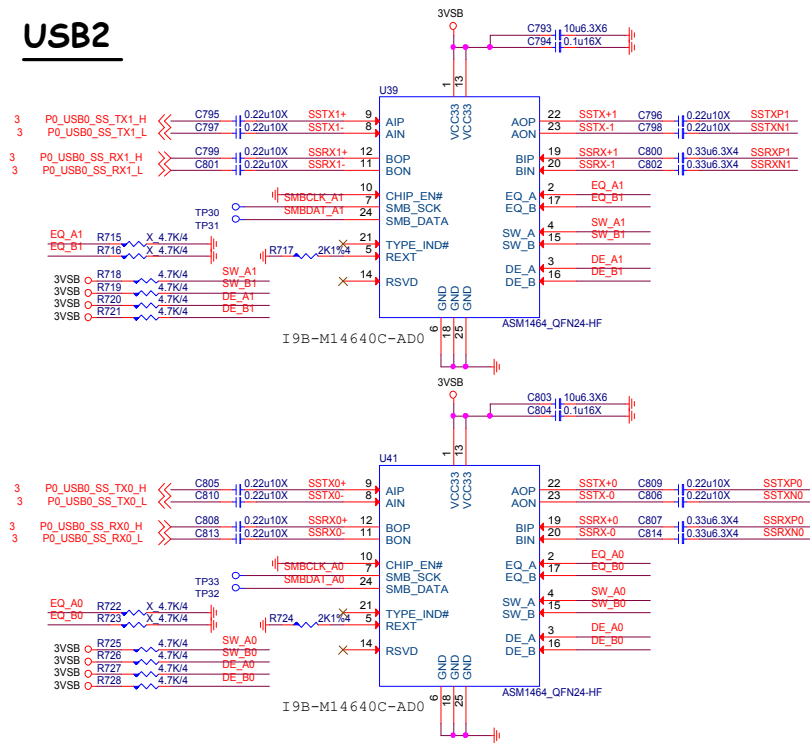 USB2
3VSB
C793 10u6.3X6
C794 0.1u16X
1 13
U39
VCC33 VCC33
3 P0_USB0_SS_TX1_H C795 0.22u10X SSTX1+ 9 AIP AOP 22 SSTX+1 C796 0.22u10X SSTXP1
3 P0_USB0_SS_TX1_L C797 0.22u10X SSTX1- 8 AIN AON 23 SSTX-1 C798 0.22u10X SSTXN1
3 P0_USB0_SS_RX1_H C799 0.22u10X SSRX1+ 12 BOP BIP 19 SSRX+1 C800 0.33u6.3X4 SSRXP1
3 P0_USB0_SS_RX1_L C801 0.22u10X SSRX1- 11 BON BIN 20 SSRX-1 C802 0.33u6.3X4 SSRXN1
10 CHIP_EN# EQ_A 2 EQ_A1
SMBCLK_A1 7 SMB_SCK EQ_B 17 EQ_B1
TP30 SMBDAT_A1 24 SMB_DATA
TP31
SW_A 4 SW_A1
EQ_A1 R715 X_4.7K/4 21 TYPE_IND# SW_B 15 SW_B1
EQ_B1 R716 X_4.7K/4 R717 2K1%4 5 REXT
DE_A 3 DE_A1
3VSB R718 4.7K/4 SW_A1 14 RSVD DE_B 16 DE_B1
3VSB R719 4.7K/4 SW_B1
3VSB R720 4.7K/4 DE_A1
3VSB R721 4.7K/4 DE_B1
GND GND GND
6 18 25
ASM1464_QFN24-HF
I9B-M14640C-AD0
3VSB
C803 10u6.3X6
C804 0.1u16X
1 13
U41
VCC33 VCC33
3 P0_USB0_SS_TX0_H C805 0.22u10X SSTX0+ 9 AIP AOP 22 SSTX+0 C809 0.22u10X SSTXP0
3 P0_USB0_SS_TX0_L C810 0.22u10X SSTX0- 8 AIN AON 23 SSTX-0 C806 0.22u10X SSTXN0
3 P0_USB0_SS_RX0_H C808 0.22u10X SSRX0+ 12 BOP BIP 19 SSRX+0 C807 0.33u6.3X4 SSRXP0
3 P0_USB0_SS_RX0_L C813 0.22u10X SSRX0- 11 BON BIN 20 SSRX-0 C814 0.33u6.3X4 SSRXN0
10 CHIP_EN# EQ_A 2 EQ_A0
SMBCLK_A0 7 SMB_SCK EQ_B 17 EQ_B0
TP33 SMBDAT_A0 24 SMB_DATA
TP32
SW_A 4 SW_A0
EQ_A0 R722 X_4.7K/4 21 TYPE_IND# SW_B 15 SW_B0
EQ_B0 R723 X_4.7K/4 R724 2K1%4 5 REXT
DE_A 3 DE_A0
3VSB R725 4.7K/4 SW_A0 14 RSVD DE_B 16 DE_B0
3VSB R726 4.7K/4 SW_B0
3VSB R727 4.7K/4 DE_A0
3VSB R728 4.7K/4 DE_B0
GND GND GND
6 18 25
ASM1464_QFN24-HF
I9B-M14640C-AD0